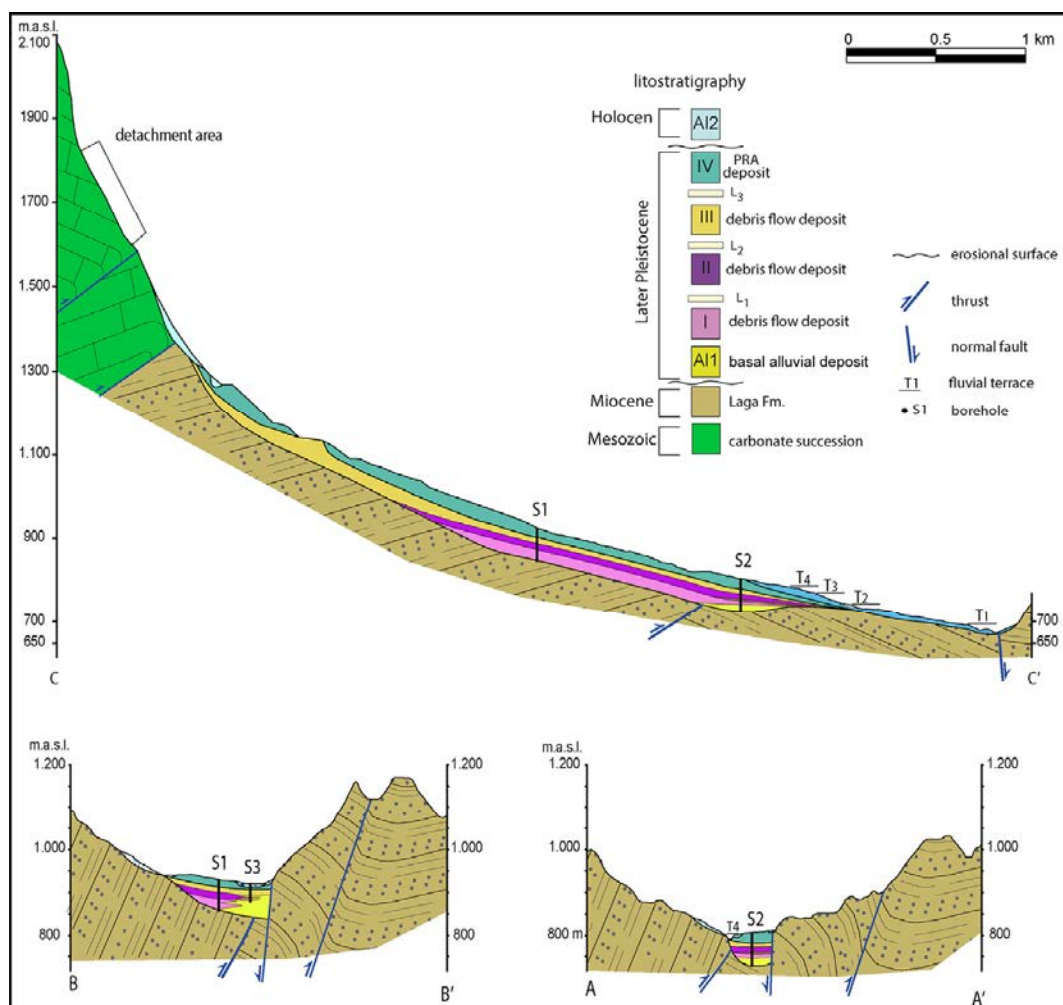 m.a.s.l.
2.100
1900
1700
1.500
1300
1.100
900
700
650
detachment area
0 0.5 1 km
litostratigraphy
Holocen
Al2
Later Pleistocene
IV PRA deposit
L3
III debris flow deposit
L2
II debris flow deposit
L1
I debris flow deposit
Al1 basal alluvial deposit
Miocene
Laga Fm.
Mesozoic
carbonate succession
erosional surface
thrust
normal fault
T1 fluvial terrace
S1 borehole
S1
S2
T4
T3
T2
T1
700
650
C
C'
m.a.s.l.
1.200
1.000
800
S1
S3
1.200
1.000
800
B
B'
m.a.s.l.
1.200
1.000
800 m
T4
S2
1.200
1.000
800
A
A'